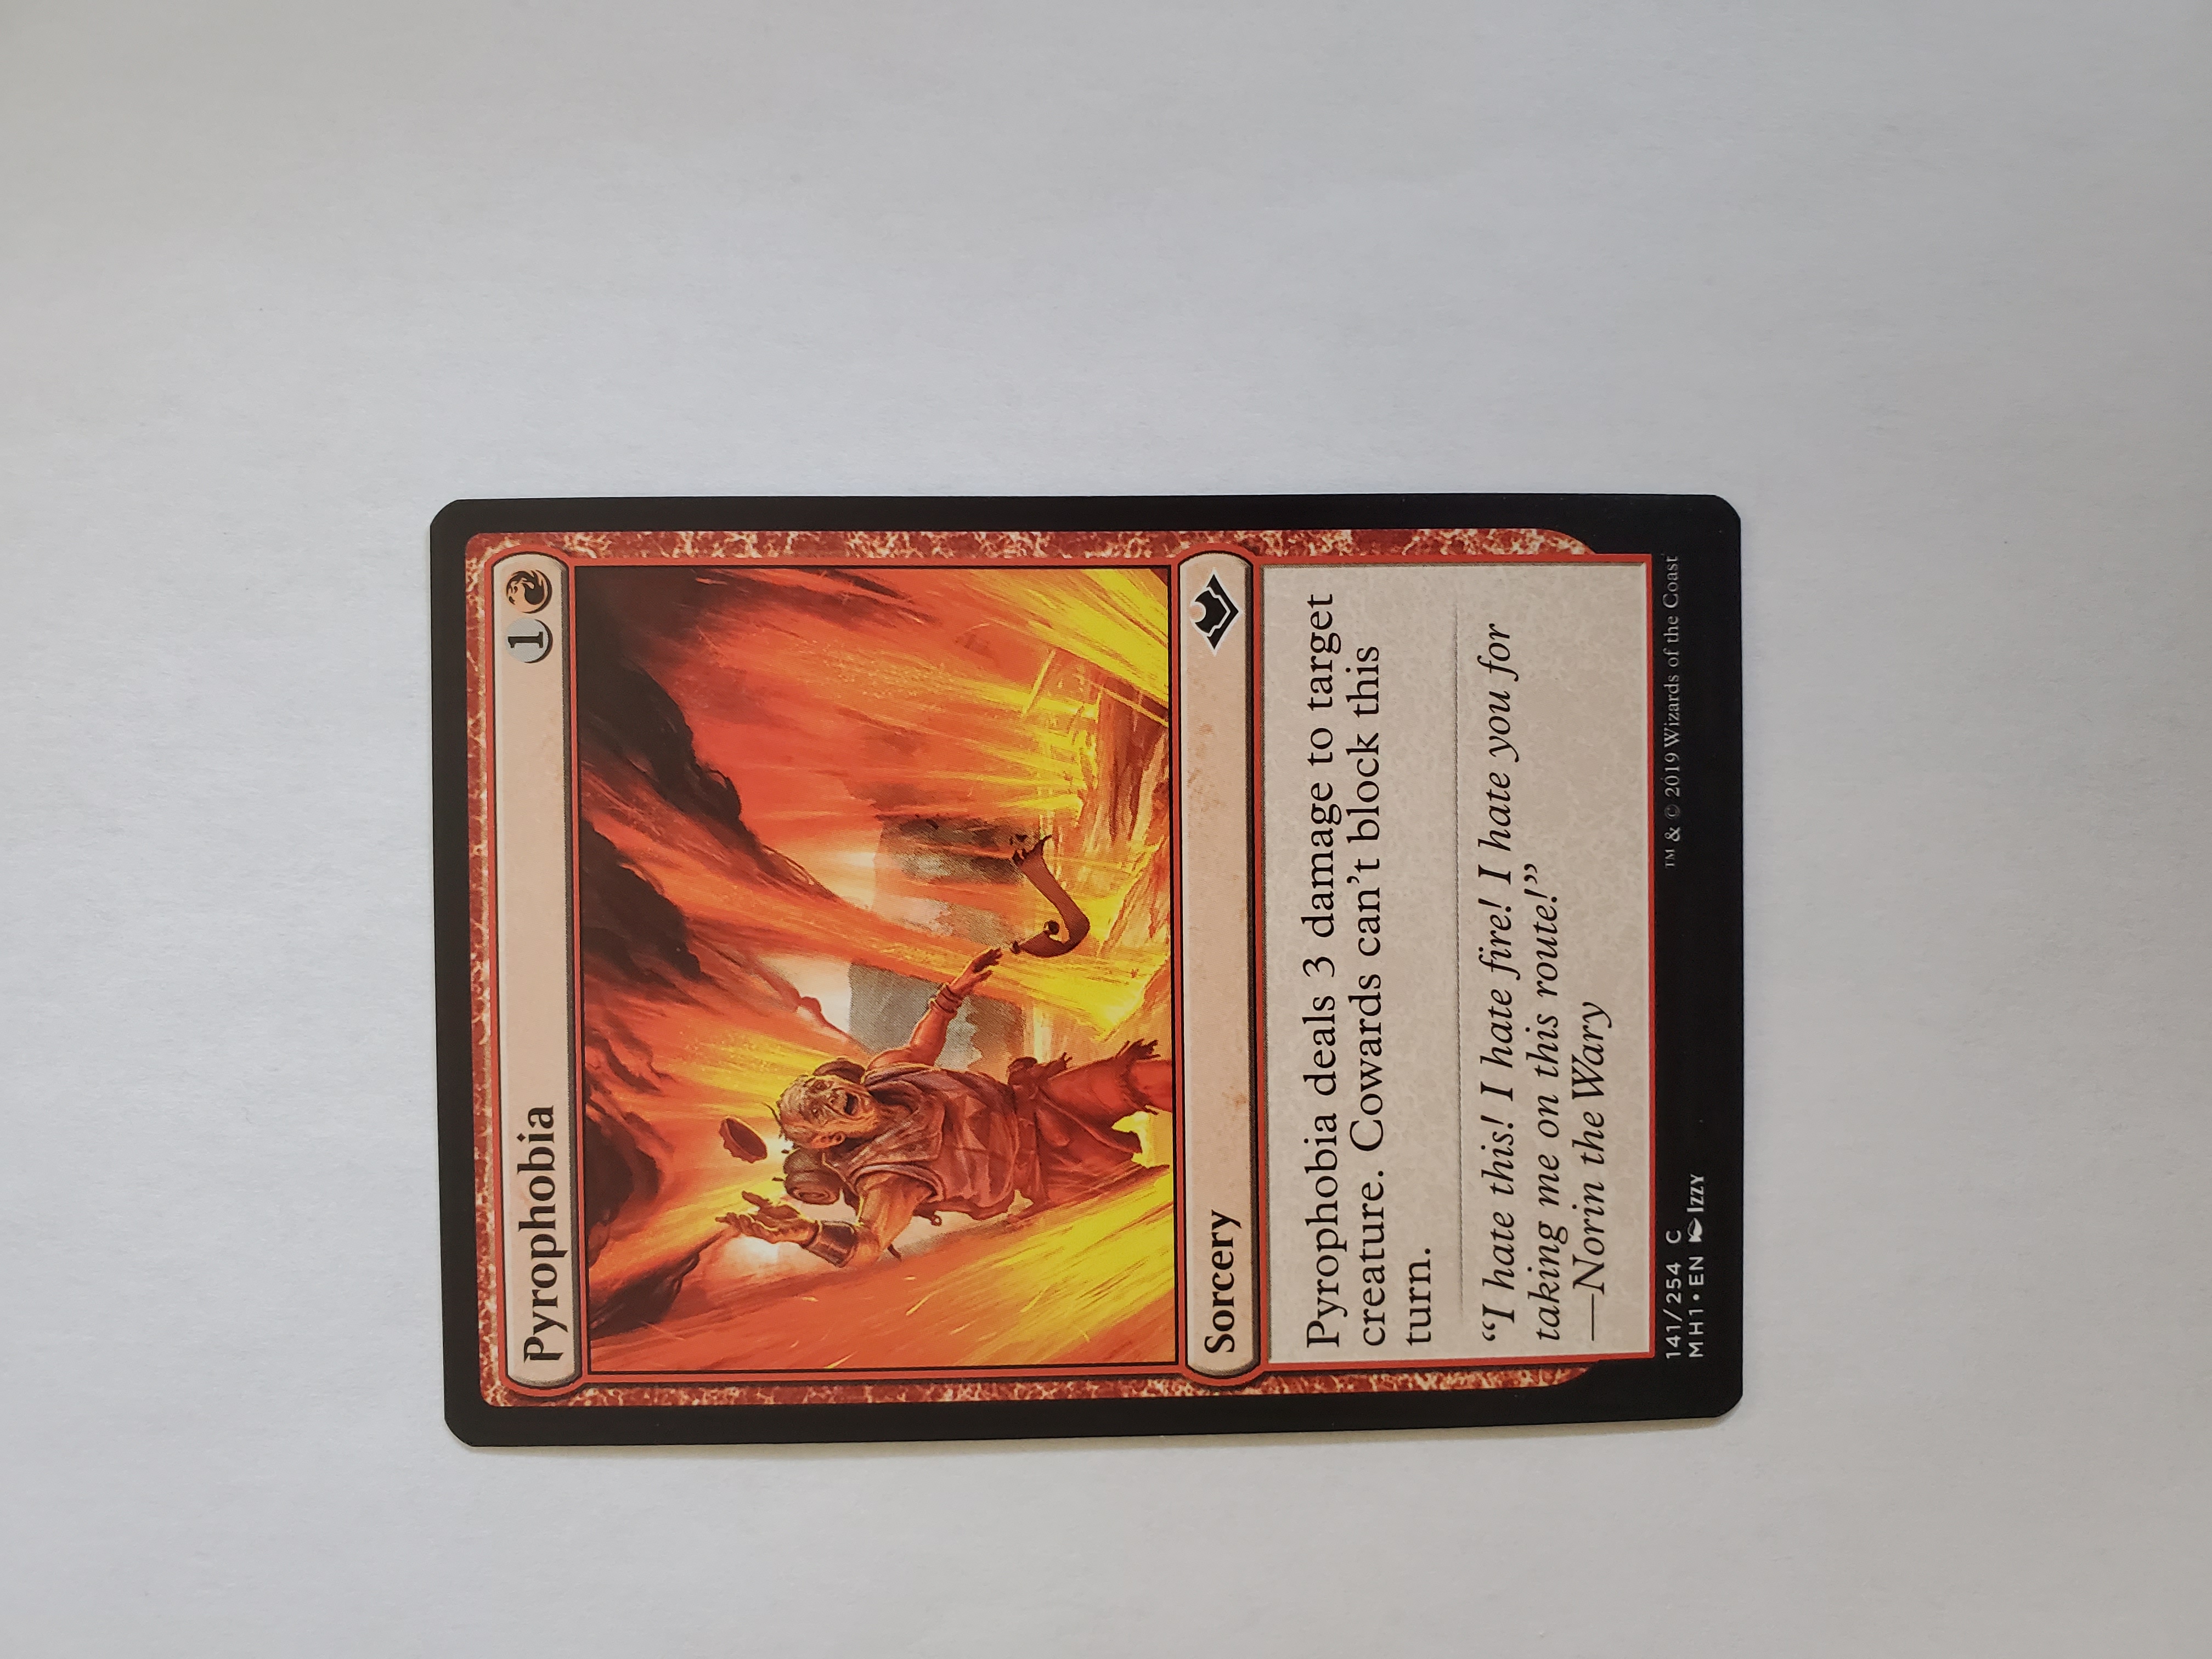 Pyrophobia 1
Sorcery
Pyrophobia deals 3 damage to target
creature. Cowards can't block this
turn.
“I hate this! I hate fire! I hate you for
taking me on this route!”
—Norin the Wary
141/254 C
MH1•EN Izzy
™ & © 2019 Wizards of the Coast